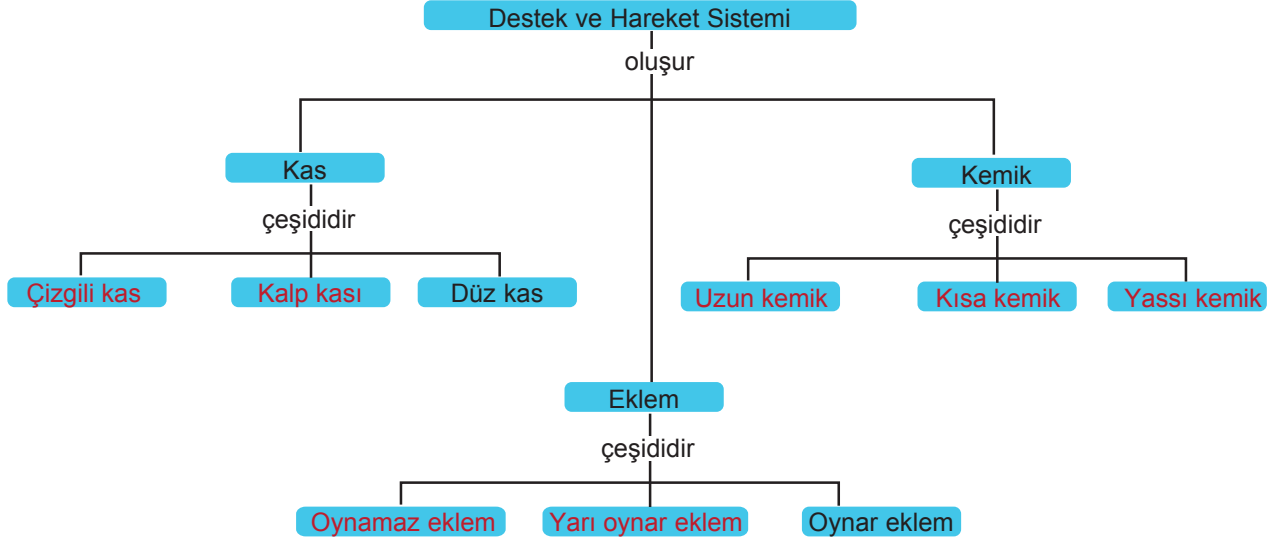 Destek ve Hareket Sistemi
oluşur
Kas
Kemik
çeşididir
çeşididir
Çizgili kas
Kalp kası
Düz kas
Uzun kemik
Kısa kemik
Yassı kemik
Eklem
çeşididir
Oynamaz eklem
Yarı oynar eklem
Oynar eklem